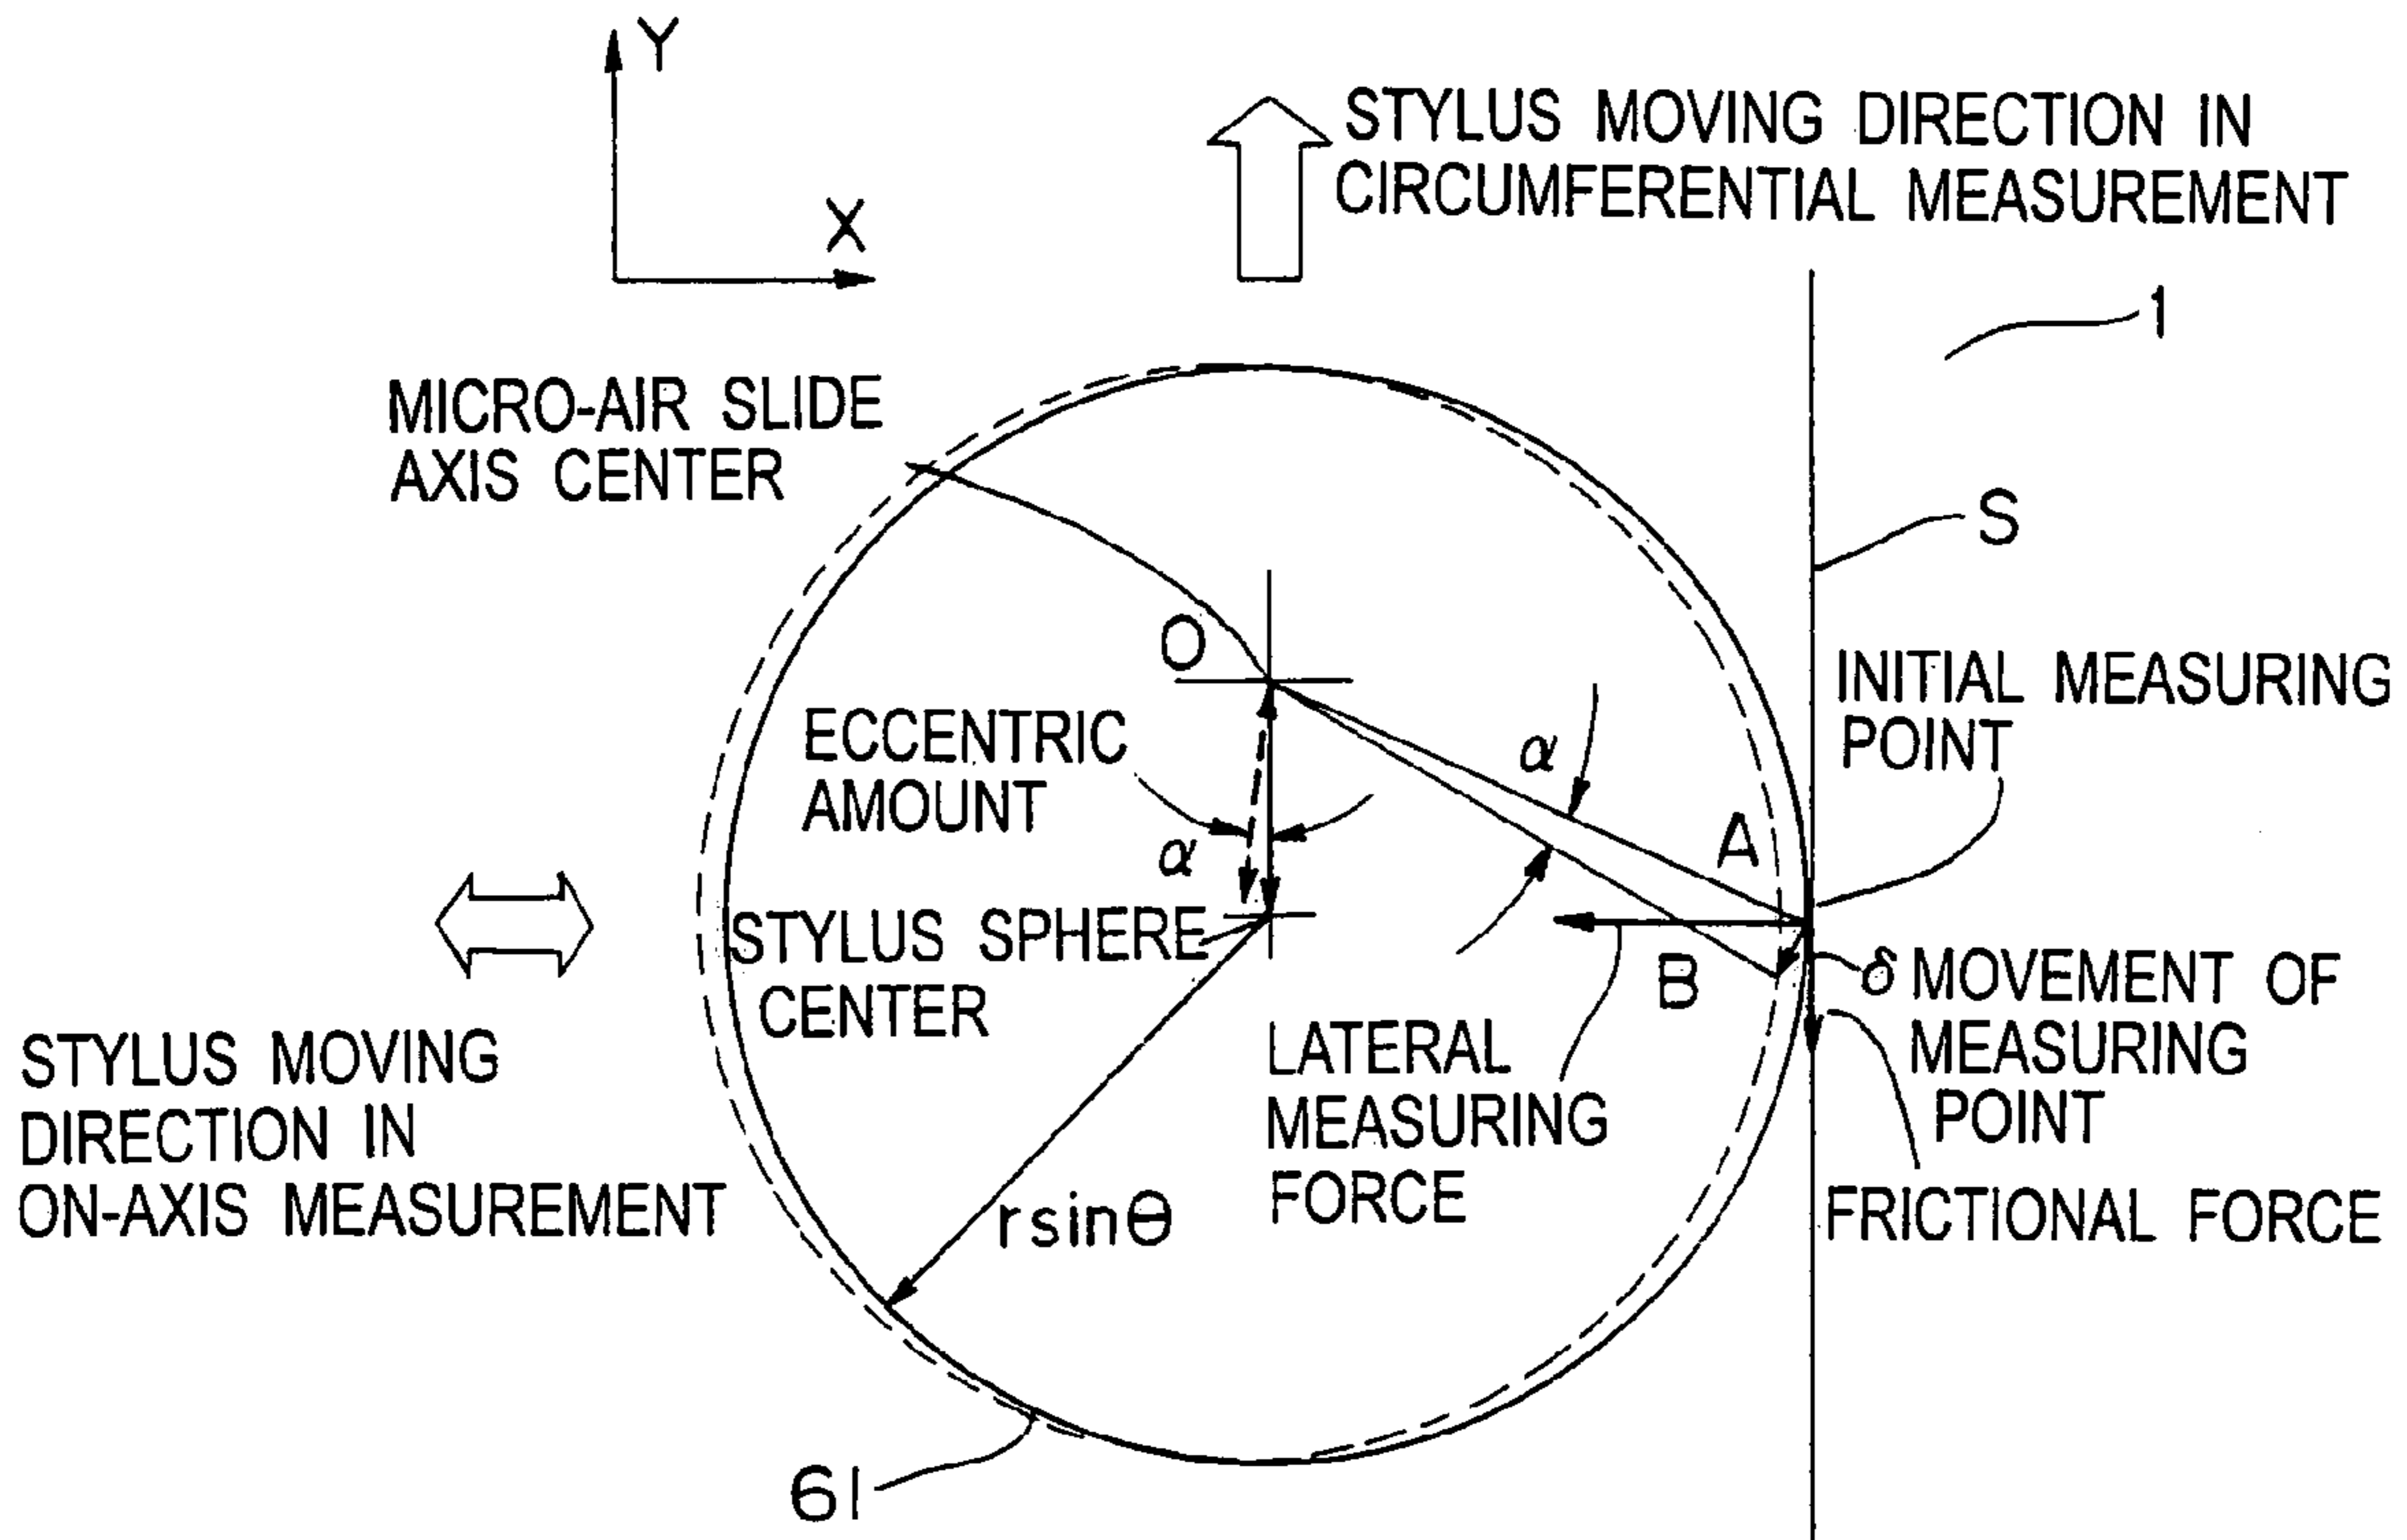 Y
X
STYLUS MOVING DIRECTION IN
CIRCUMFERENTIAL MEASUREMENT
1
MICRO-AIR SLIDE
AXIS CENTER
S
O
INITIAL MEASURING
POINT
ECCENTRIC
AMOUNT
α
α
A
STYLUS SPHERE
CENTER
B
δ MOVEMENT OF
MEASURING
POINT
LATERAL
MEASURING
FORCE
STYLUS MOVING
DIRECTION IN
ON-AXIS MEASUREMENT
rsinθ
FRICTIONAL FORCE
61